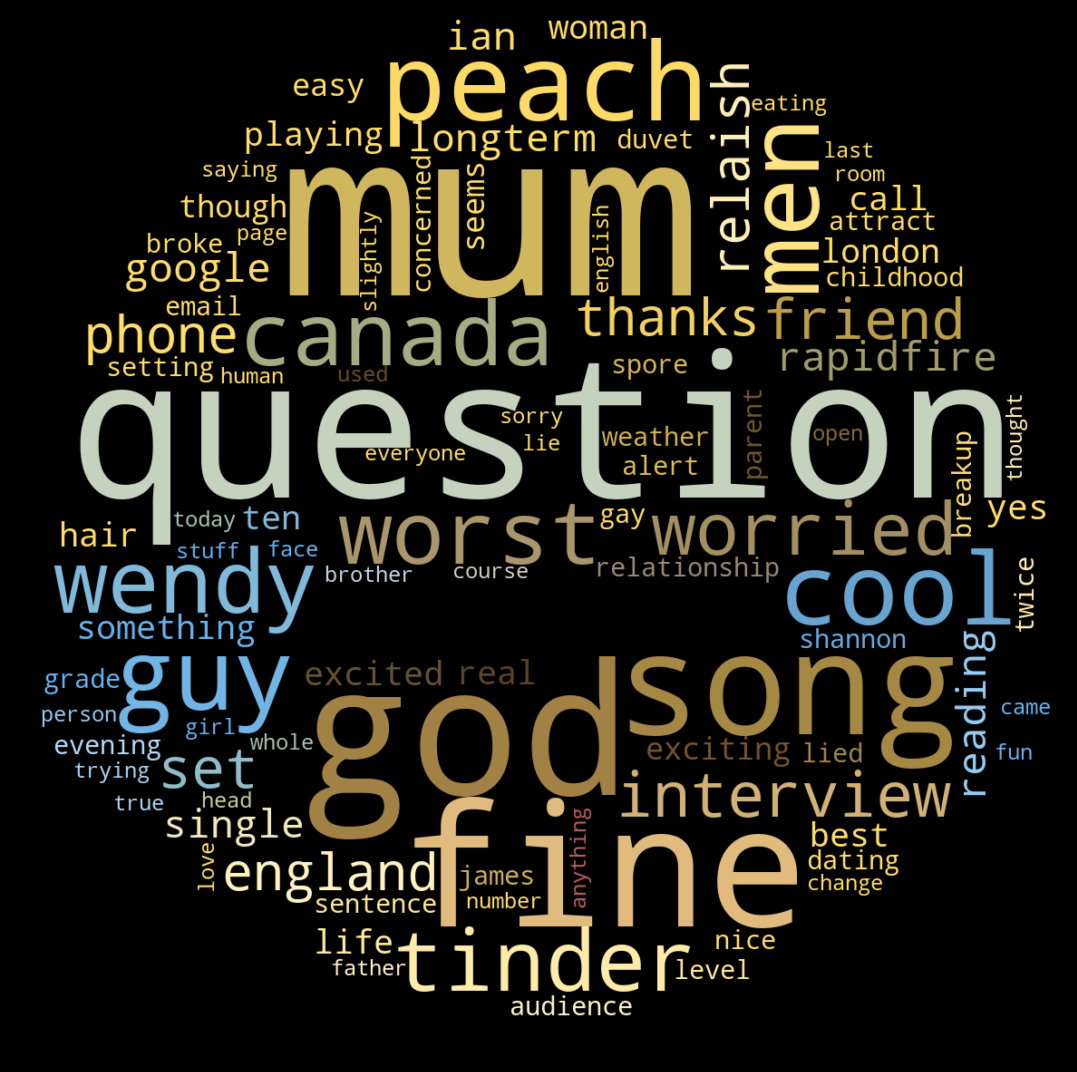 ian
woman
peach
easy
eating
relaish
playing
longterm
duvet
men
last
saying
mum
concerned
seems
room
though
call
slightly
english
attract
page
broke
london
google
childhood
email
phone
canada
thanks
friend
setting
human
used
spore
rapidfire
question
sorry
lie
everyone
weather
alert
parent
open
thought
breakup
hair
today
ten
worst
gay
worried
yes
stuff
face
wendy
brother
course
relationship
cool
twice
something
shannon
grade
guy
excited
real
god
song
reading
person
girl
came
evening
whole
exciting
lied
fun
trying
set
true
head
interview
single
fine
love
england
james
anything
best
dating
sentence
number
change
life
tinder
nice
father
level
audience